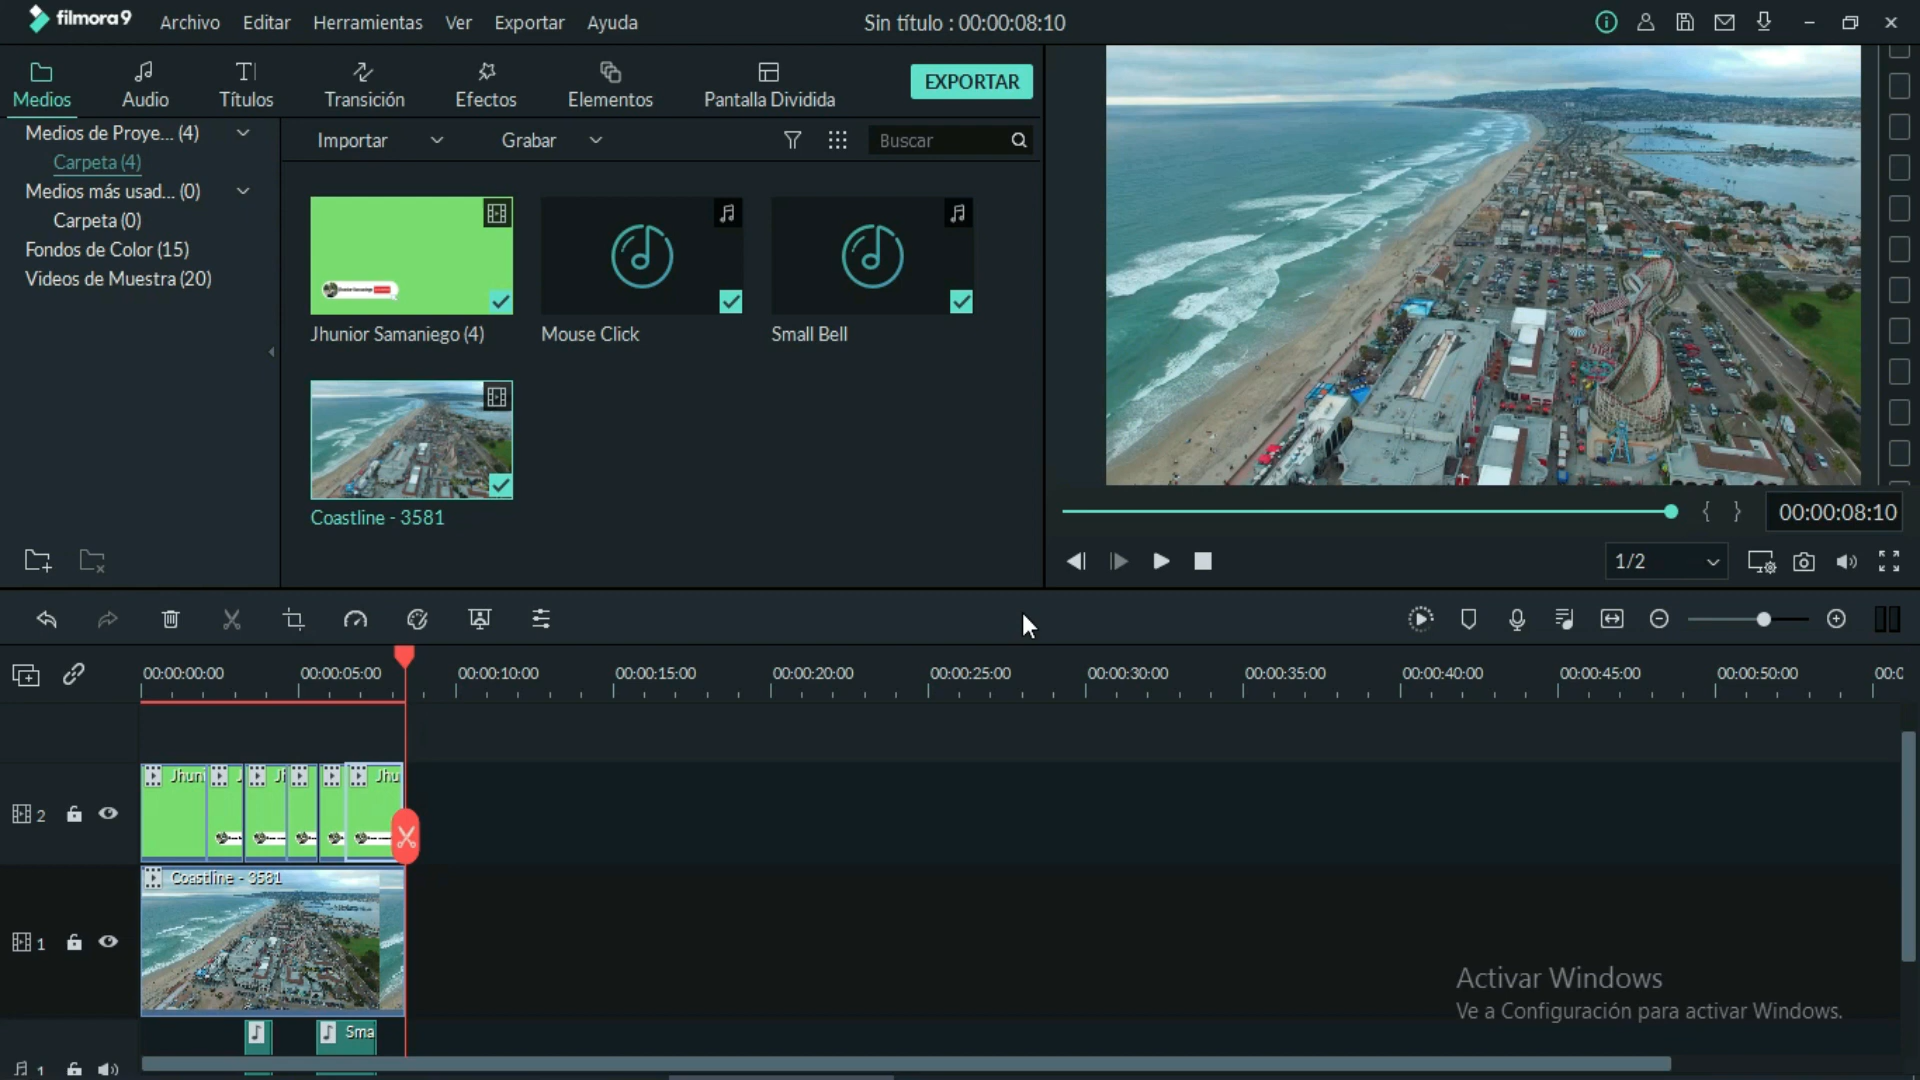 filmora9
Archivo Editar Herramientas Ver Exportar Ayuda
Sin título : 00:00:08:10
Medios Audio Títulos Transición Efectos Elementos Pantalla Dividida
EXPORTAR
Medios de Proye... (4)
Carpeta (4)
Medios más usad... (0)
Carpeta (0)
Fondos de Color (15)
Videos de Muestra (20)
Importar Grabar Buscar
Jhunior Samaniego (4) Mouse Click Small Bell
Coastline - 3581
{ } 00:00:08:10
1/2
00:00:00:00 00:00:05:00 00:00:10:00 00:00:15:00 00:00:20:00 00:00:25:00 00:00:30:00 00:00:35:00 00:00:40:00 00:00:45:00 00:00:50:00 00:0
Jhuni J Jl Jhu
2
Coastline - 3581
1
Sma
1
Activar Windows
Ve a Configuración para activar Windows.